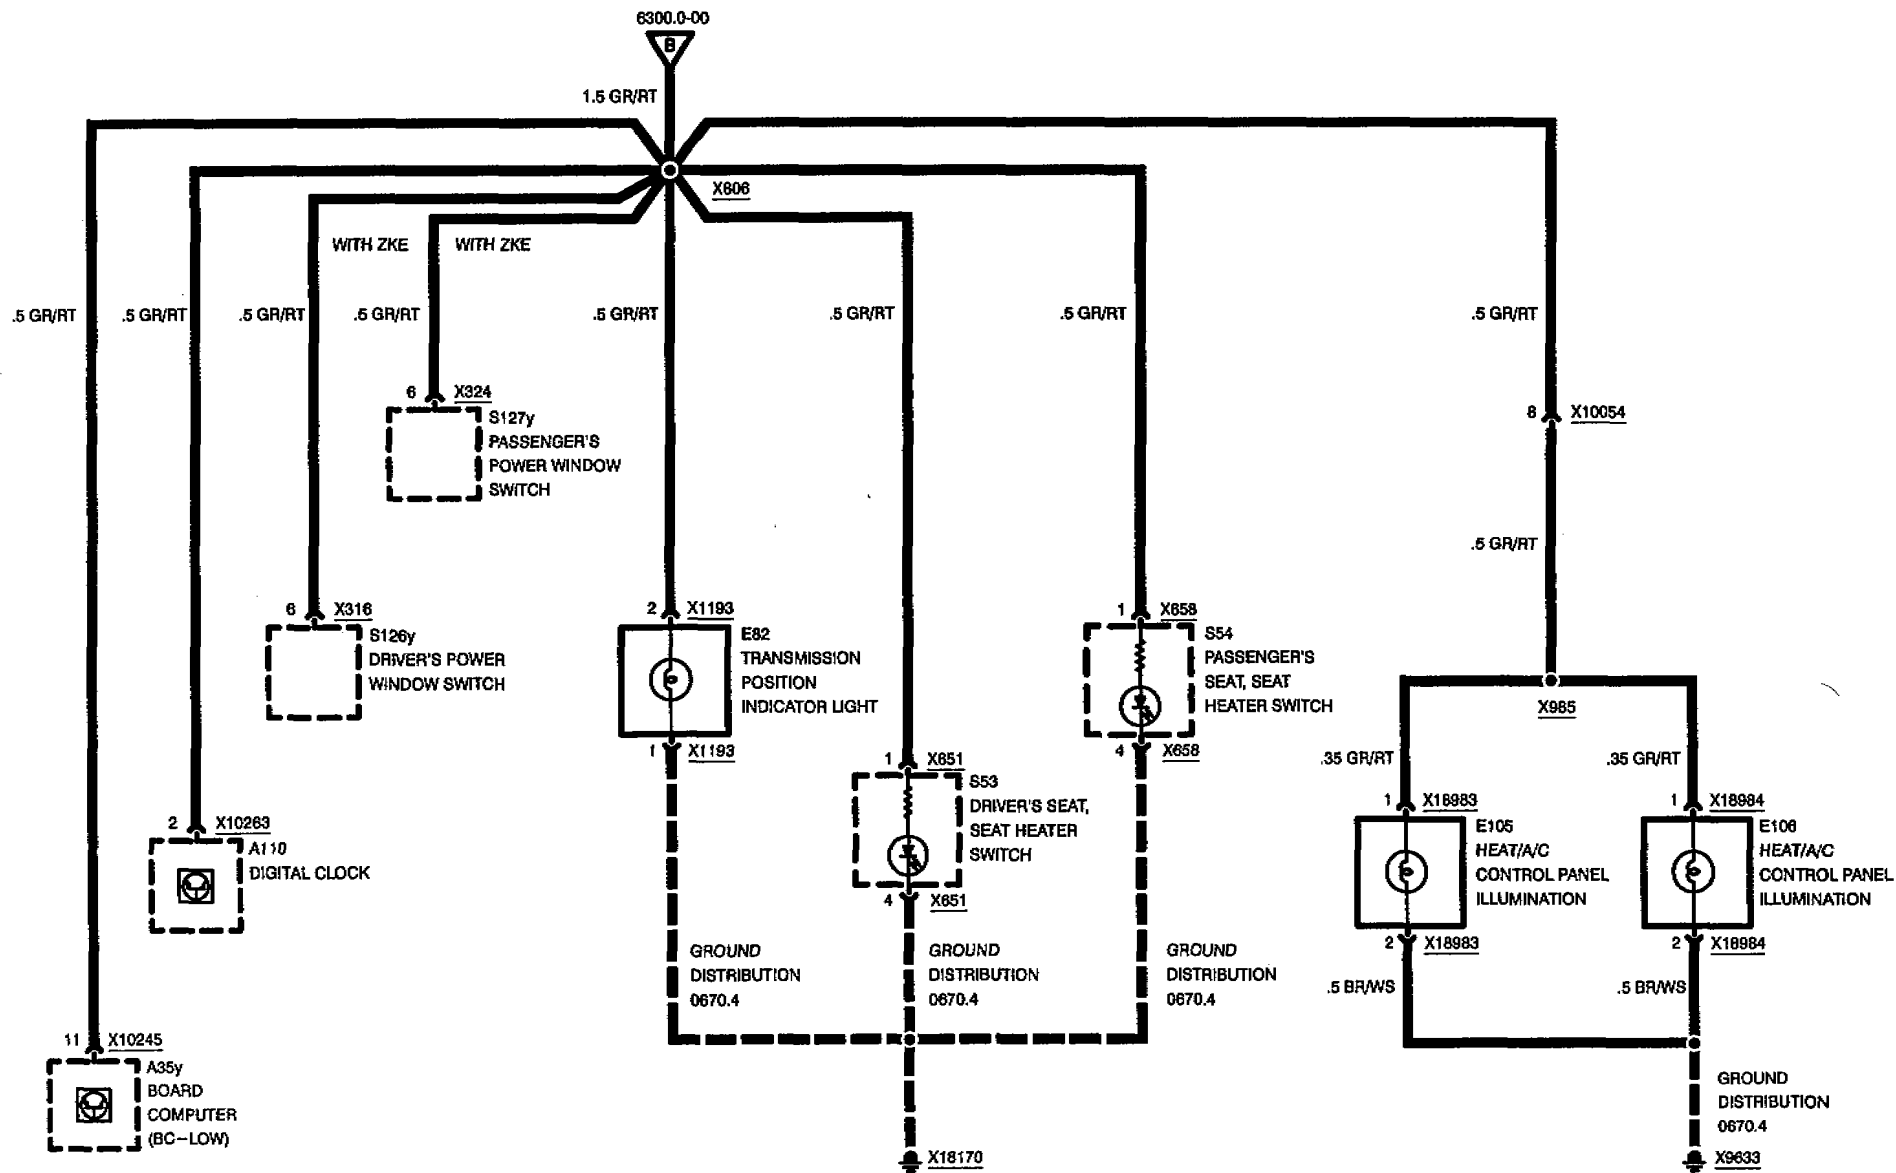 6300.0-00
B
1.5 GR/RT
X606
WITH ZKE
WITH ZKE
.5 GR/RT
.5 GR/RT
.5 GR/RT
.5 GR/RT
.5 GR/RT
.5 GR/RT
.5 GR/RT
.5 GR/RT
6
X324
S127y
PASSENGER'S
POWER WINDOW
SWITCH
8
X10054
.5 GR/RT
6
X316
S126y
DRIVER'S POWER
WINDOW SWITCH
2
X1193
E82
TRANSMISSION
POSITION
INDICATOR LIGHT
1
X1193
1
X658
S54
PASSENGER'S
SEAT, SEAT
HEATER SWITCH
4
X658
X985
.35 GR/RT
.35 GR/RT
1
X651
S53
DRIVER'S SEAT,
SEAT HEATER
SWITCH
4
X651
1
X18983
E105
HEAT/A/C
CONTROL PANEL
ILLUMINATION
2
X18983
1
X18984
E106
HEAT/A/C
CONTROL PANEL
ILLUMINATION
2
X18984
2
X10263
A110
DIGITAL CLOCK
GROUND
DISTRIBUTION
0670.4
GROUND
DISTRIBUTION
0670.4
GROUND
DISTRIBUTION
0670.4
.5 BR/WS
.5 BR/WS
11
X10245
A35y
BOARD
COMPUTER
(BC-LOW)
GROUND
DISTRIBUTION
0670.4
X18170
X9633